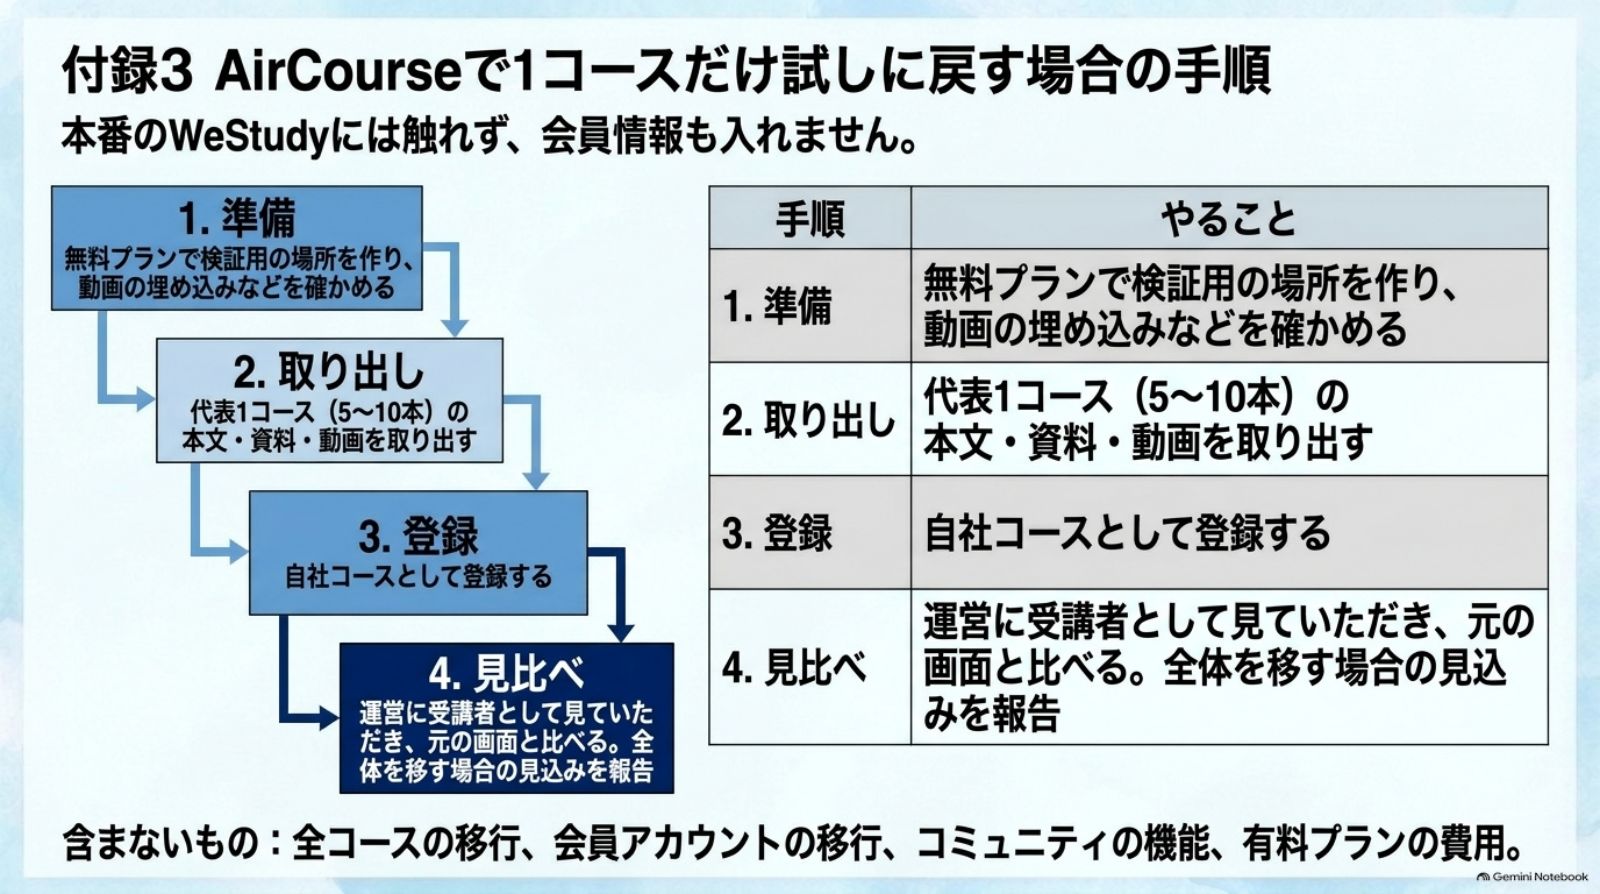 付録3 AirCourseで1コースだけ試しに戻す場合の手順
本番のWeStudyには触れず、会員情報も入れません。
1. 準備
無料プランで検証用の場所を作り、
動画の埋め込みなどを確かめる
2. 取り出し
代表1コース（5〜10本）の
本文・資料・動画を取り出す
3. 登録
自社コースとして登録する
4. 見比べ
運営に受講者として見ていた
だき、元の画面と比べる。全
体を移す場合の見込みを報告
手順
やること
1. 準備
無料プランで検証用の場所を作り、
動画の埋め込みなどを確かめる
2. 取り出し
代表1コース（5〜10本）の
本文・資料・動画を取り出す
3. 登録
自社コースとして登録する
4. 見比べ
運営に受講者として見ていただき、元の
画面と比べる。全体を移す場合の見込
みを報告
含まないもの：全コースの移行、会員アカウントの移行、コミュニティの機能、有料プランの費用。
Gemini Notebook